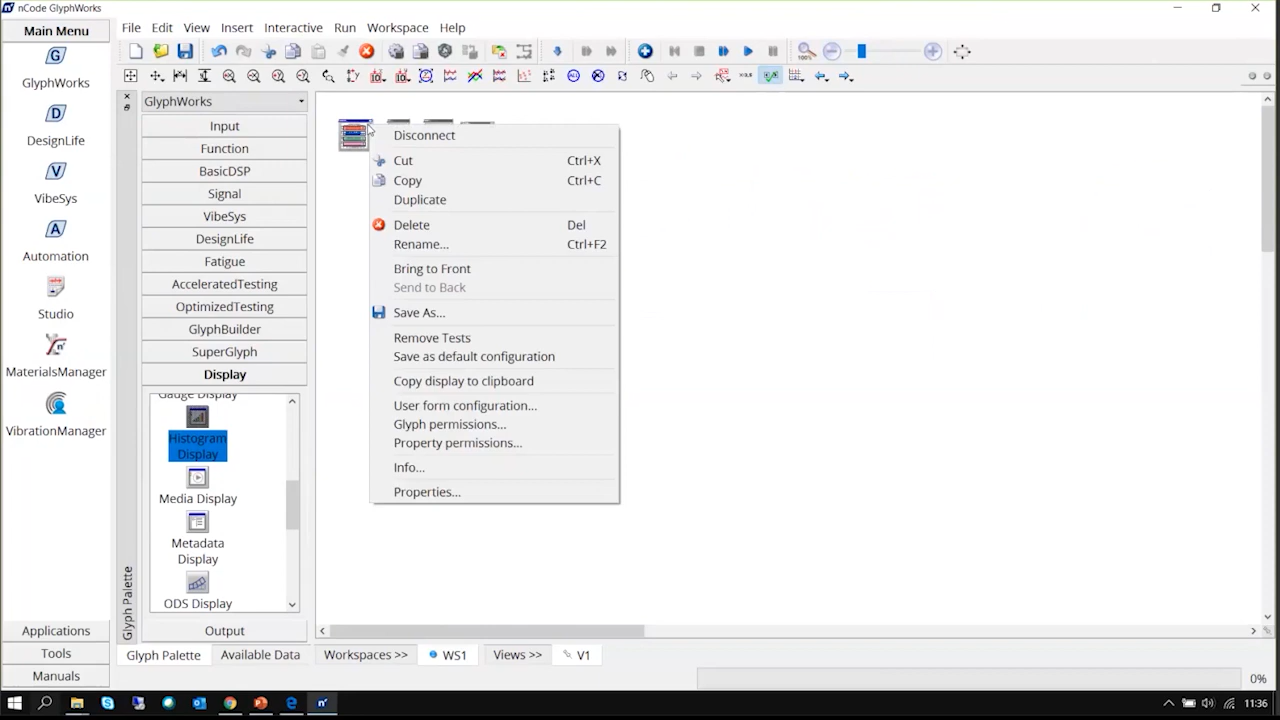 nCode GlyphWorks
Main Menu
File Edit View Insert Interactive Run Workspace Help
GlyphWorks
DesignLife
VibeSys
Automation
Studio
MaterialsManager
VibrationManager
Applications
Tools
Manuals
Glyph Palette
GlyphWorks
Input
Function
BasicDSP
Signal
VibeSys
DesignLife
Fatigue
AcceleratedTesting
OptimizedTesting
GlyphBuilder
SuperGlyph
Display
Gauge Display
Histogram
Display
Media Display
Metadata
Display
ODS Display
Output
Disconnect
Cut Ctrl+X
Copy Ctrl+C
Duplicate
Delete Del
Rename... Ctrl+F2
Bring to Front
Send to Back
Save As...
Remove Tests
Save as default configuration
Copy display to clipboard
User form configuration...
Glyph permissions...
Property permissions...
Info...
Properties...
Glyph Palette Available Data Workspaces >> WS1 Views >> V1
0%
11:36